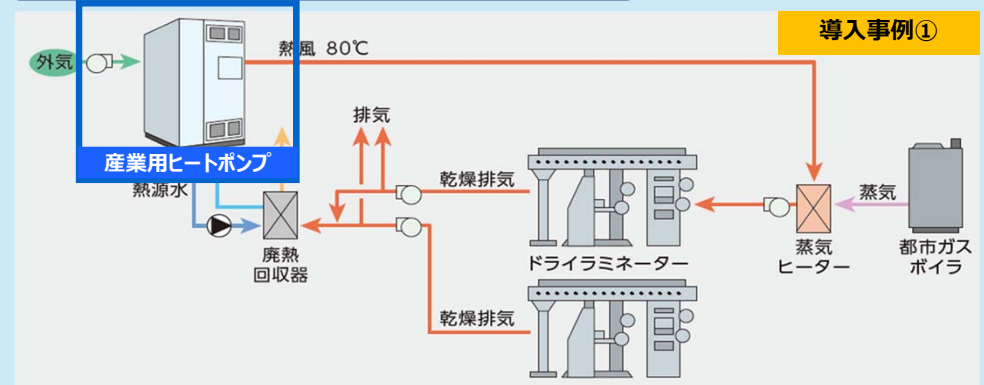 導入事例①
外気
熱風 80℃
産業用ヒートポンプ
熱源水
排気
乾燥排気
廃熱
回収器
ドライラミネーター
蒸気
蒸気
ヒーター
都市ガス
ボイラ
乾燥排気